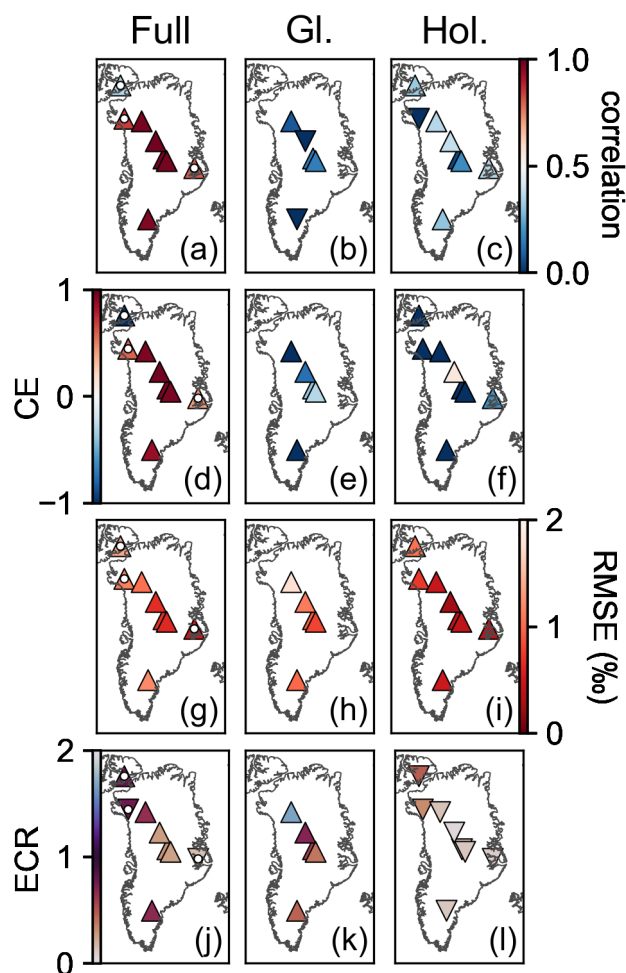 Full Gl. Hol.
(a) (b) (c)
1.0
0.5
0.0
correlation
CE
1
0
−1
(d) (e) (f)
(g) (h) (i)
2
1
0
RMSE (‰)
ECR
2
1
0
(j) (k) (l)